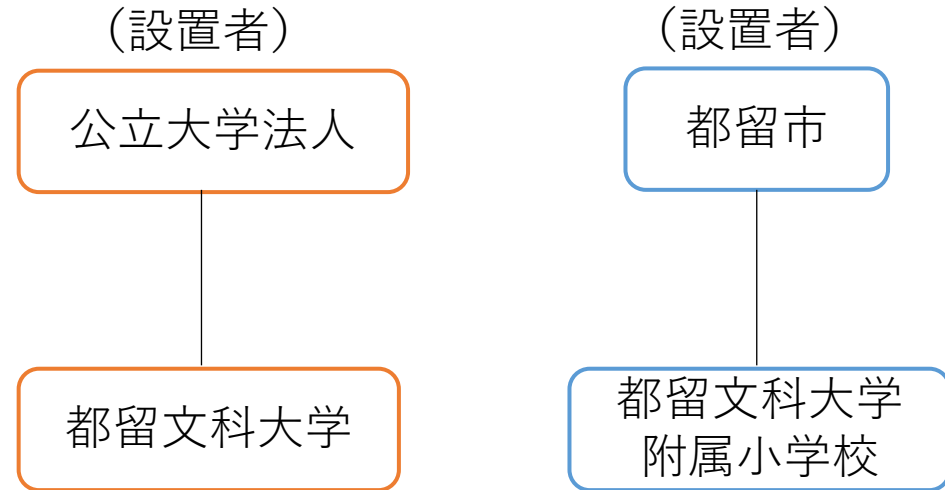 （設置者）
公立大学法人
都留文科大学
（設置者）
都留市
都留文科大学
附属小学校